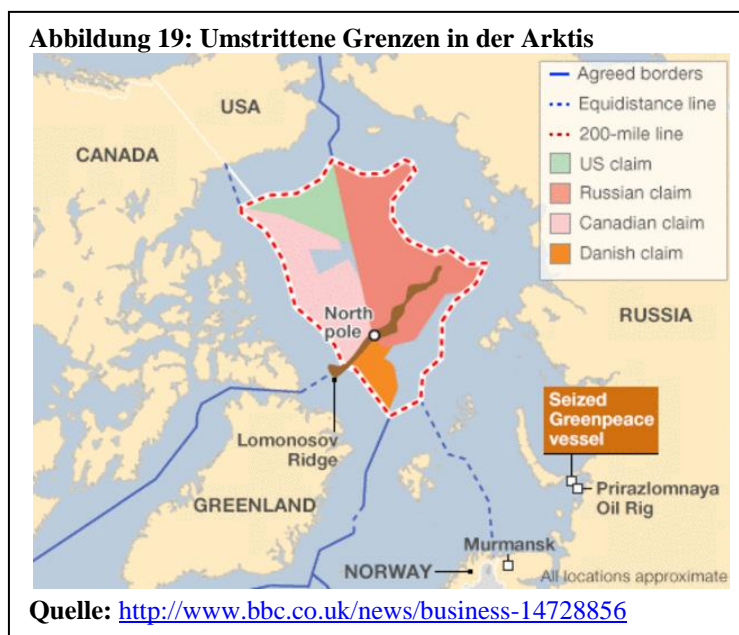 Abbildung 19: Umstrittene Grenzen in der Arktis
USA
CANADA
Agreed borders
Equidistance line
200-mile line
US claim
Russian claim
Canadian claim
Danish claim
North
pole
RUSSIA
Lomonosov
Ridge
Seized
Greenpeace
vessel
GREENLAND
Prirazlomnaya
Oil Rig
Murmansk
NORWAY
All locations approximate
Quelle: http://www.bbc.co.uk/news/business-14728856